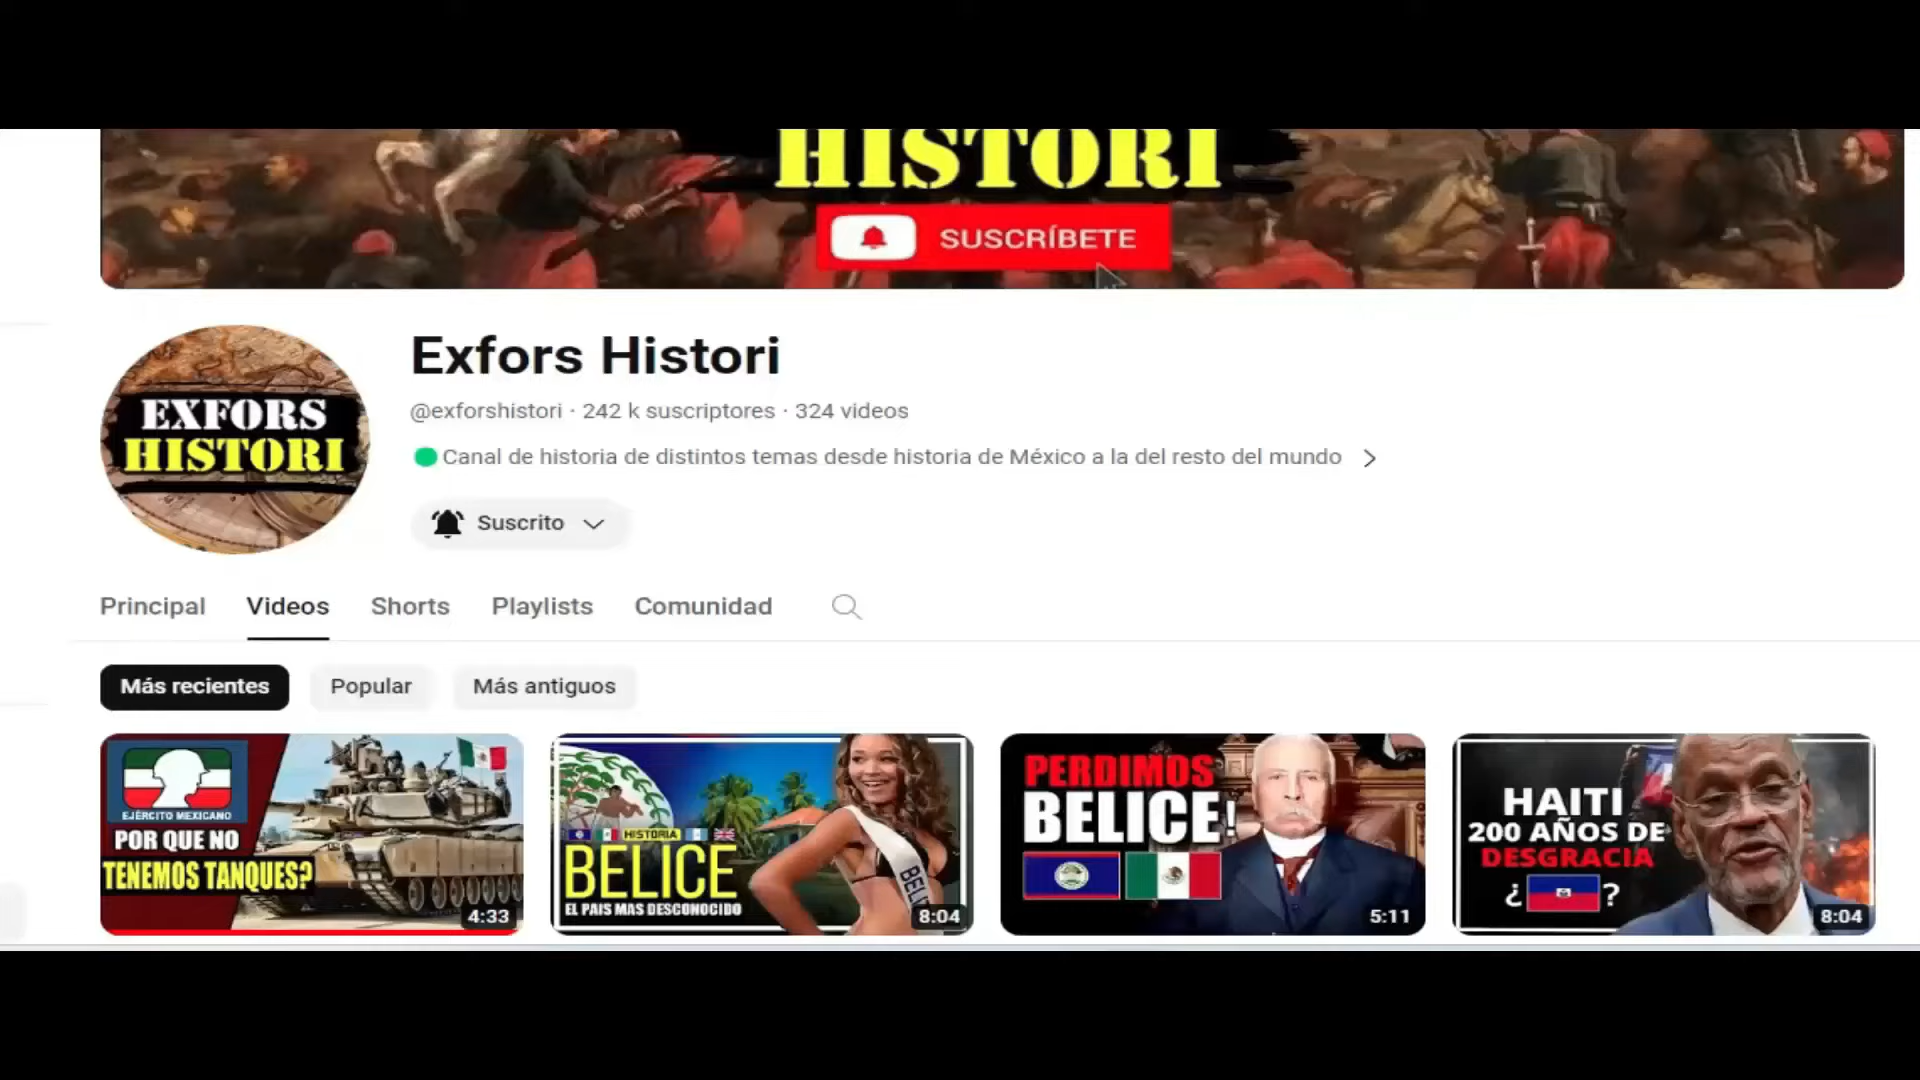 HISTORI
SUSCRÍBETE
EXFORS
HISTORI
Exfors Histori
@exforshistori · 242 k suscriptores · 324 videos
Canal de historia de distintos temas desde historia de México a la del resto del mundo
Suscrito
Principal Videos Shorts Playlists Comunidad
Más recientes Popular Más antiguos
EJÉRCITO MEXICANO
POR QUE NO
TENEMOS TANQUES?
4:33
HISTORIA
BELICE
EL PAIS MAS DESCONOCIDO
BEL
8:04
PERDIMOS
BELICE!
5:11
HAITI
200 AÑOS DE
DESGRACIA
¿ ?
8:04